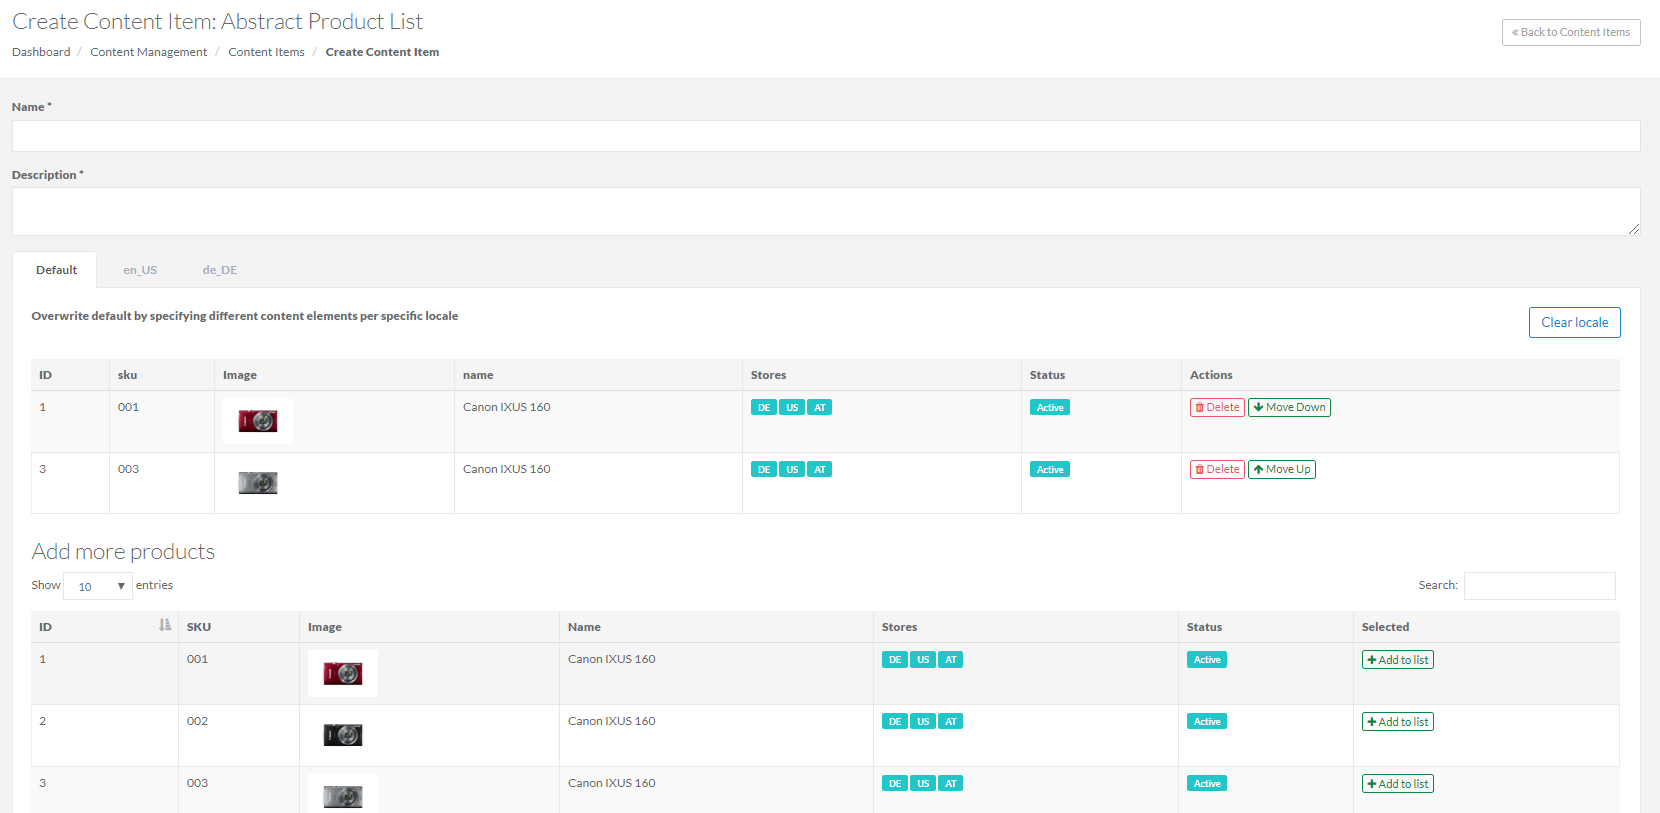 Create Content Item: Abstract Product List
Dashboard / Content Management / Content Items / Create Content Item
« Back to Content Items
Name *
Description *
Default en_US de_DE
Overwrite default by specifying different content elements per specific locale
Clear locale
ID sku Image name Stores Status Actions
1 001 Canon IXUS 160 DE US AT Active Delete Move Down
3 003 Canon IXUS 160 DE US AT Active Delete Move Up
Add more products
Show 10 entries Search:
ID SKU Image Name Stores Status Selected
1 001 Canon IXUS 160 DE US AT Active Add to list
2 002 Canon IXUS 160 DE US AT Active Add to list
3 003 Canon IXUS 160 DE US AT Active Add to list